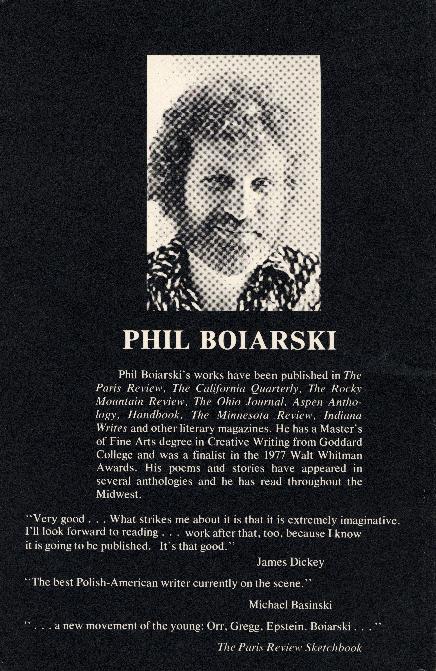 PHIL BOIARSKI
Phil Boiarski's works have been published in The
Paris Review, The California Quarterly, The Rocky
Mountain Review, The Ohio Journal, Aspen Antho-
logy, Handbook, The Minnesota Review, Indiana
Writes and other literary magazines. He has a Master's
of Fine Arts degree in Creative Writing from Goddard
College and was a finalist in the 1977 Walt Whitman
Awards. His poems and stories have appeared in
several anthologies and he has read throughout the
Midwest.
"Very good . . . What strikes me about it is that it is extremely imaginative.
I'll look forward to reading . . . work after that, too, because I know
it is going to be published. It's that good."
James Dickey
"The best Polish-American writer currently on the scene."
Michael Basinski
". . . a new movement of the young: Orr, Gregg, Epstein, Boiarski . . ."
The Paris Review Sketchbook